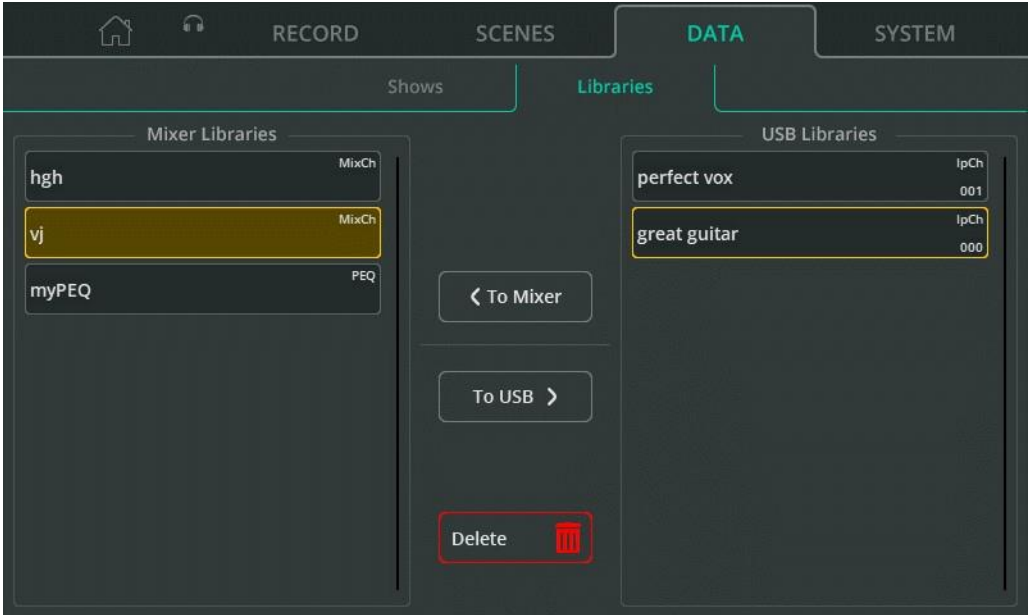 RECORD
SCENES
DATA
SYSTEM
Shows
Libraries
Mixer Libraries
hgh
MixCh
vj
MixCh
myPEQ
PEQ
To Mixer
To USB
Delete
USB Libraries
perfect vox
IpCh
001
great guitar
IpCh
000